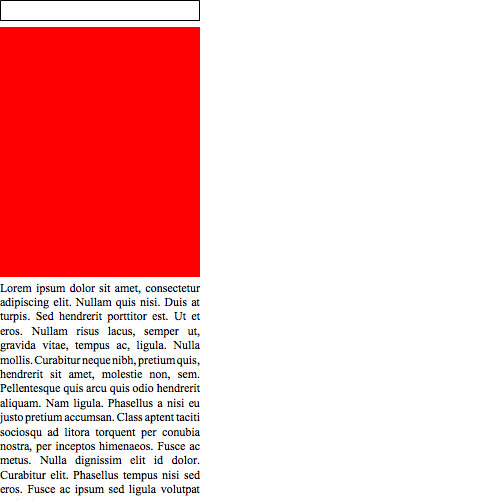 Lorem ipsum dolor sit amet, consectetur
adipiscing elit. Nullam quis nisi. Duis at
turpis. Sed hendrerit porttitor est. Ut et
eros. Nullam risus lacus, semper ut,
gravida vitae, tempus ac, ligula. Nulla
mollis. Curabitur neque nibh, pretium quis,
hendrerit sit amet, molestie non, sem.
Pellentesque quis arcu quis odio hendrerit
aliquam. Nam ligula. Phasellus a nisi eu
justo pretium accumsan. Class aptent taciti
sociosqu ad litora torquent per conubia
nostra, per inceptos himenaeos. Fusce ac
metus. Nulla dignissim elit id dolor.
Curabitur elit. Phasellus tempus nisi sed
eros. Fusce ac ipsum sed ligula volutpat